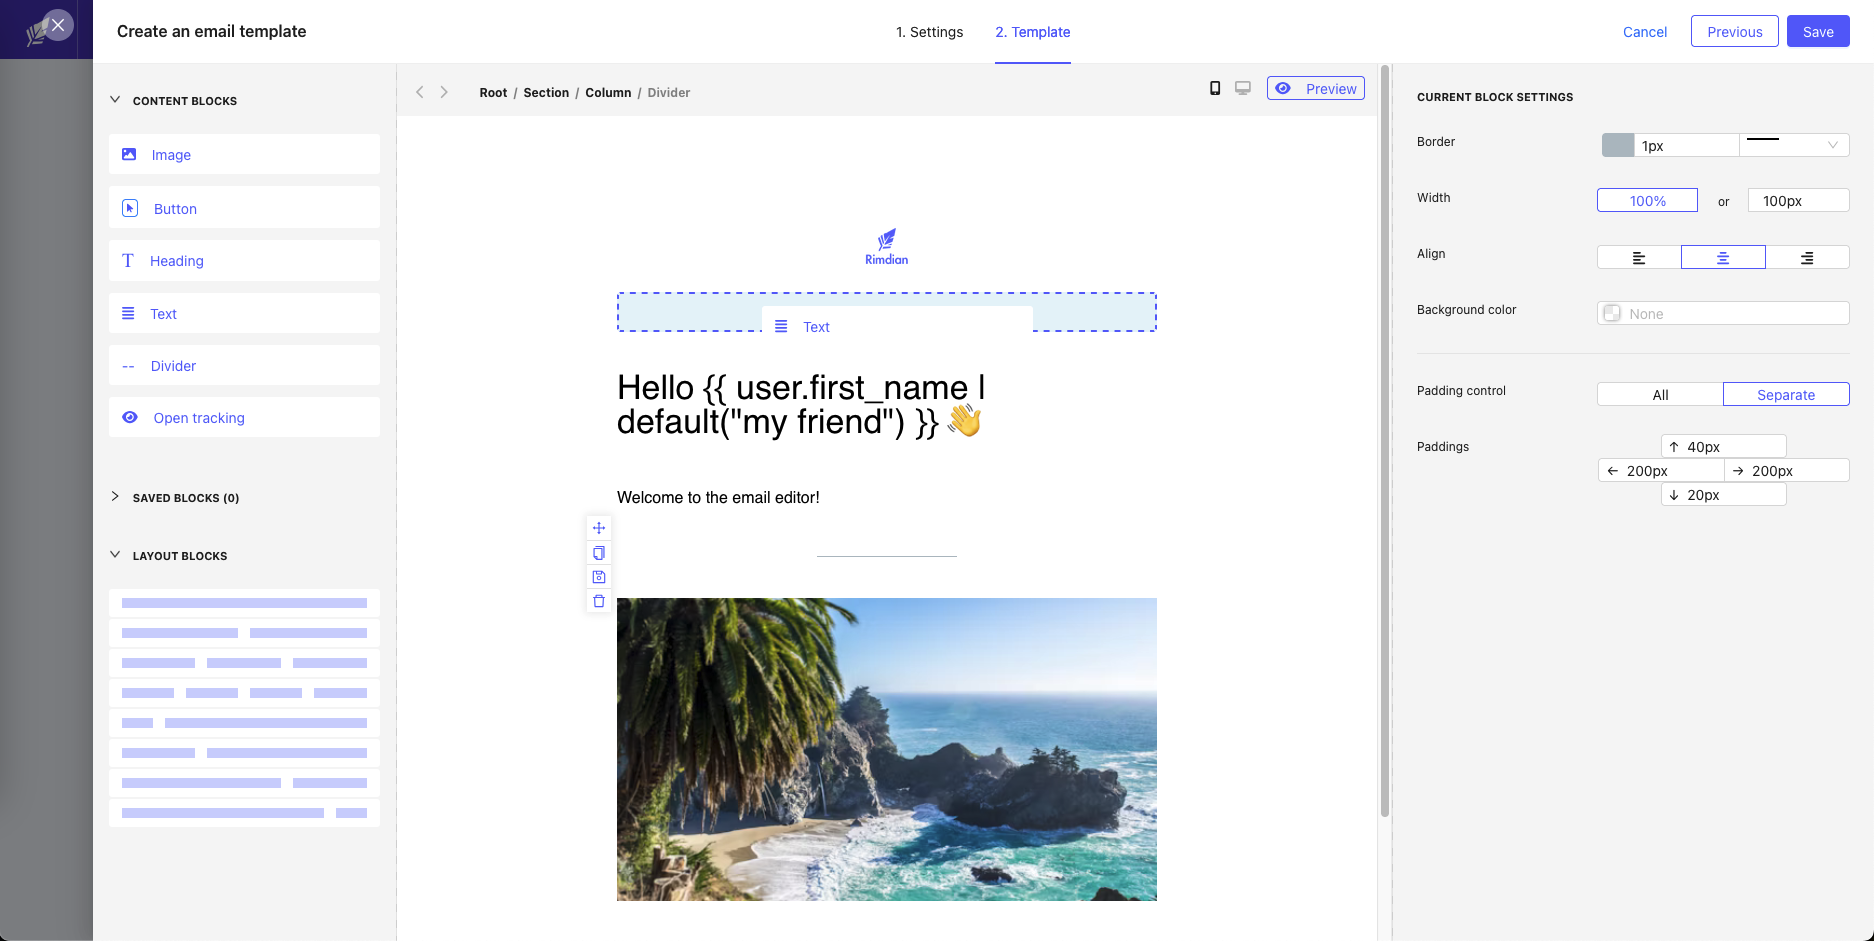 Create an email template
1. Settings
2. Template
Cancel
Previous
Save
CONTENT BLOCKS
Image
Button
Heading
Text
Divider
Open tracking
SAVED BLOCKS (0)
LAYOUT BLOCKS
Root / Section / Column / Divider
Preview
Rimdian
Text
Hello {{ user.first_name |
default("my friend") }} 👋
Welcome to the email editor!
CURRENT BLOCK SETTINGS
Border
1px
Width
100%
or
100px
Align
Background color
None
Padding control
All
Separate
Paddings
↑ 40px
← 200px
→ 200px
↓ 20px